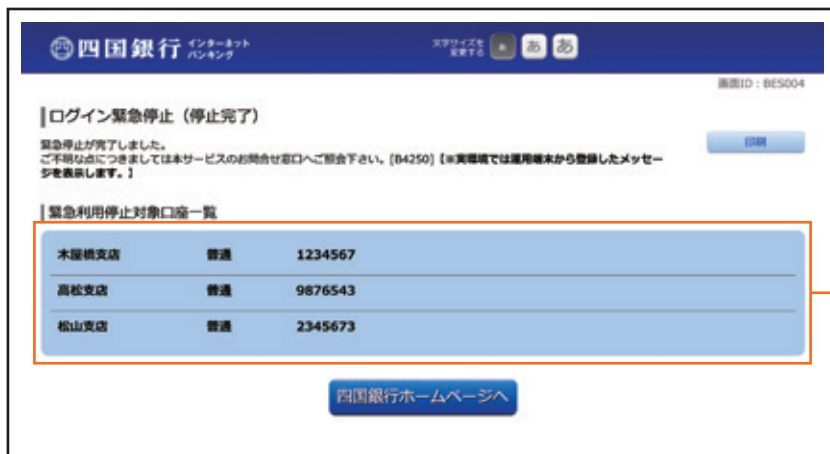 四国銀行 インターネットバンキング
文字サイズを変更する あ あ
画面ID：BES004
ログイン緊急停止（停止完了）
緊急停止が完了しました。
印刷
ご不明な点につきましては本サービスのお問合せ窓口へご照会下さい。[B4250]【※実環境では運用端末から登録したメッセー
ジを表示します。】
緊急利用停止対象口座一覧
木屋橋支店 普通 1234567
高松支店 普通 9876543
松山支店 普通 2345673
四国銀行ホームページへ